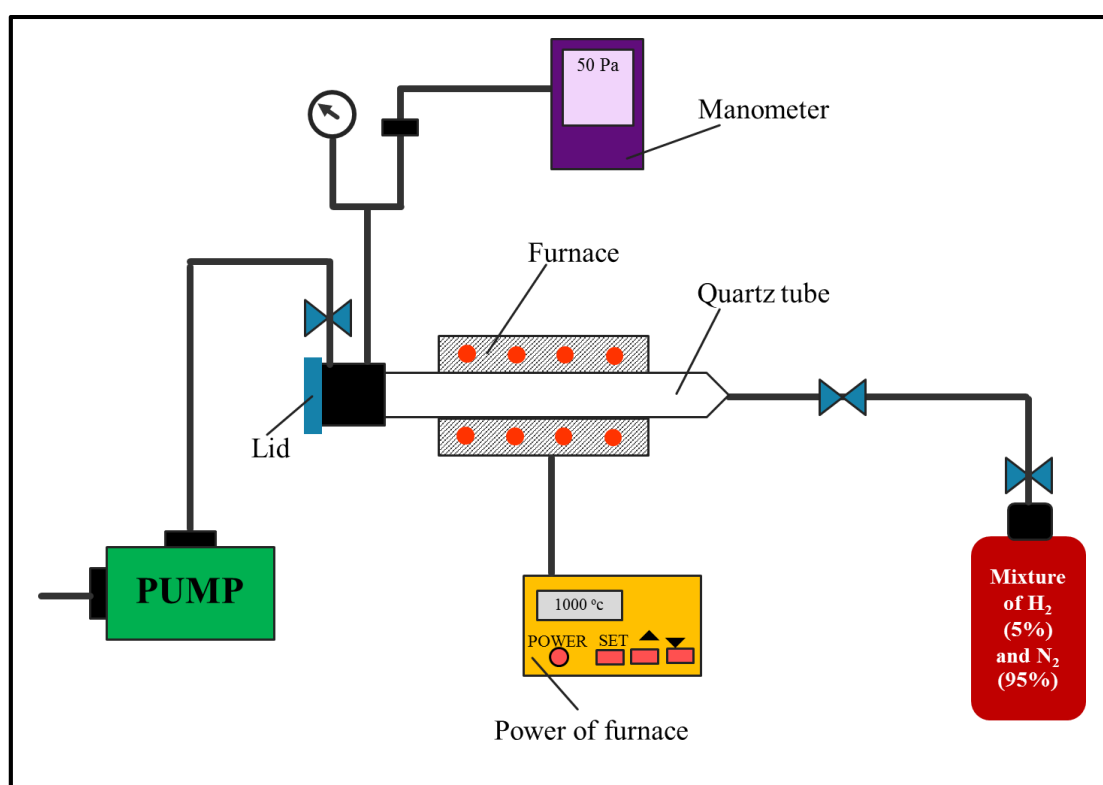 50 Pa
Manometer
Furnace
Quartz tube
Lid
PUMP
1000 ºc
POWER SET
Power of furnace
Mixture
of H₂
(5%)
and N₂
(95%)